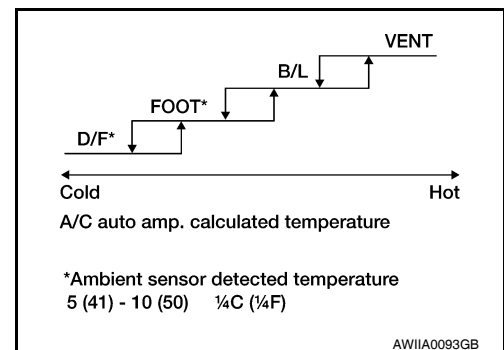 VENT
B/L
FOOT*
D/F*
Cold Hot
A/C auto amp. calculated temperature
*Ambient sensor detected temperature
5 (41) - 10 (50) ¼C (¼F)
AWIIA0093GB